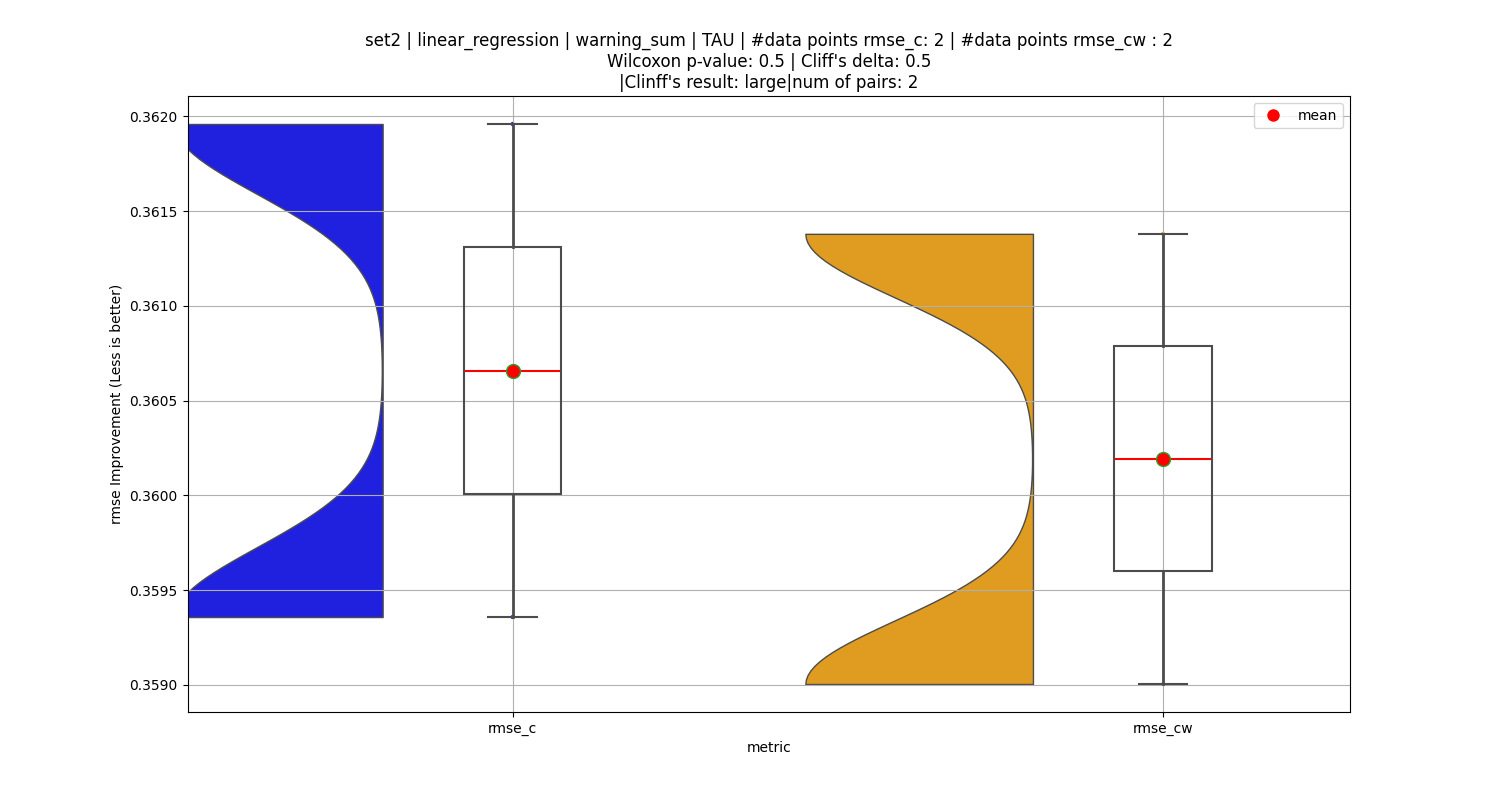 set2 | linear_regression | warning_sum | TAU | #data points rmse_c: 2 | #data points rmse_cw : 2
Wilcoxon p-value: 0.5 | Cliff's delta: 0.5
|Clinff's result: large|num of pairs: 2
mean
0.3620
0.3615
0.3610
0.3605
0.3600
0.3595
0.3590
rmse Improvement (Less is better)
rmse_c
rmse_cw
metric